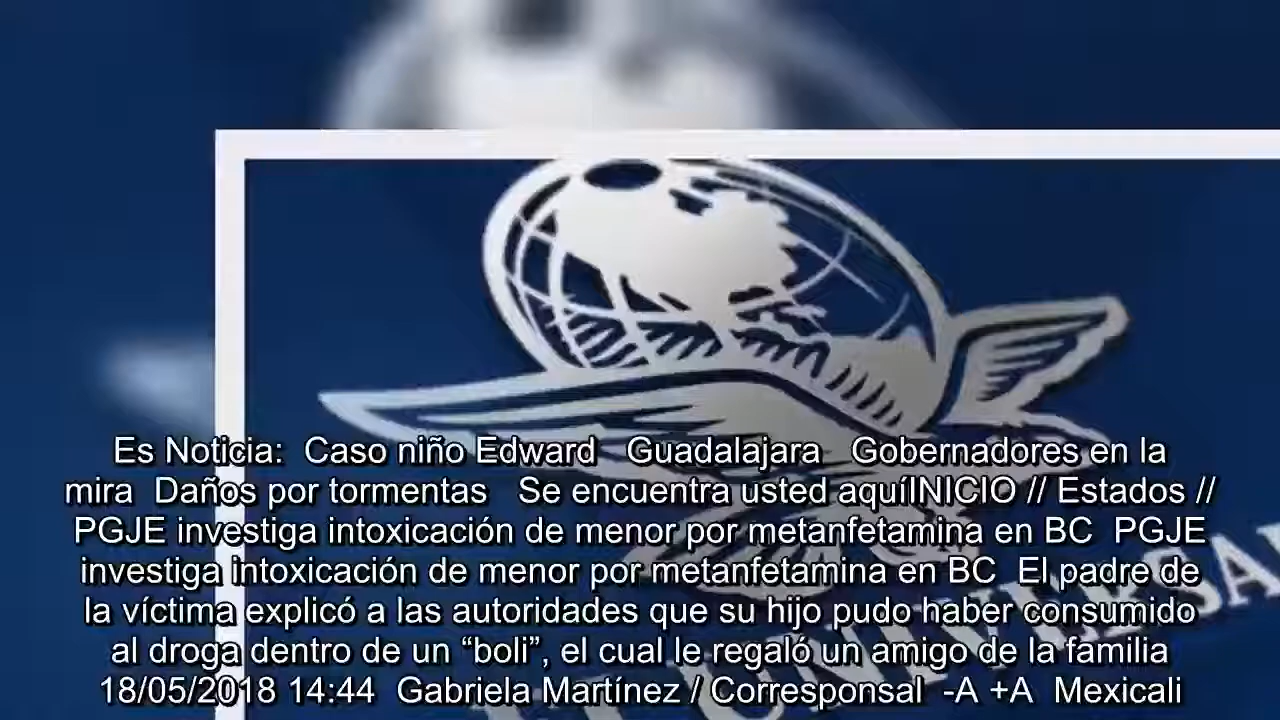 Es Noticia:  Caso niño Edward   Guadalajara   Gobernadores en la
mira  Daños por tormentas   Se encuentra usted aquíINICIO // Estados //
PGJE investiga intoxicación de menor por metanfetamina en BC  PGJE
investiga intoxicación de menor por metanfetamina en BC  El padre de
la víctima explicó a las autoridades que su hijo pudo haber consumido
al droga dentro de un “boli”, el cual le regaló un amigo de la familia
18/05/2018 14:44  Gabriela Martínez / Corresponsal  -A +A  Mexicali